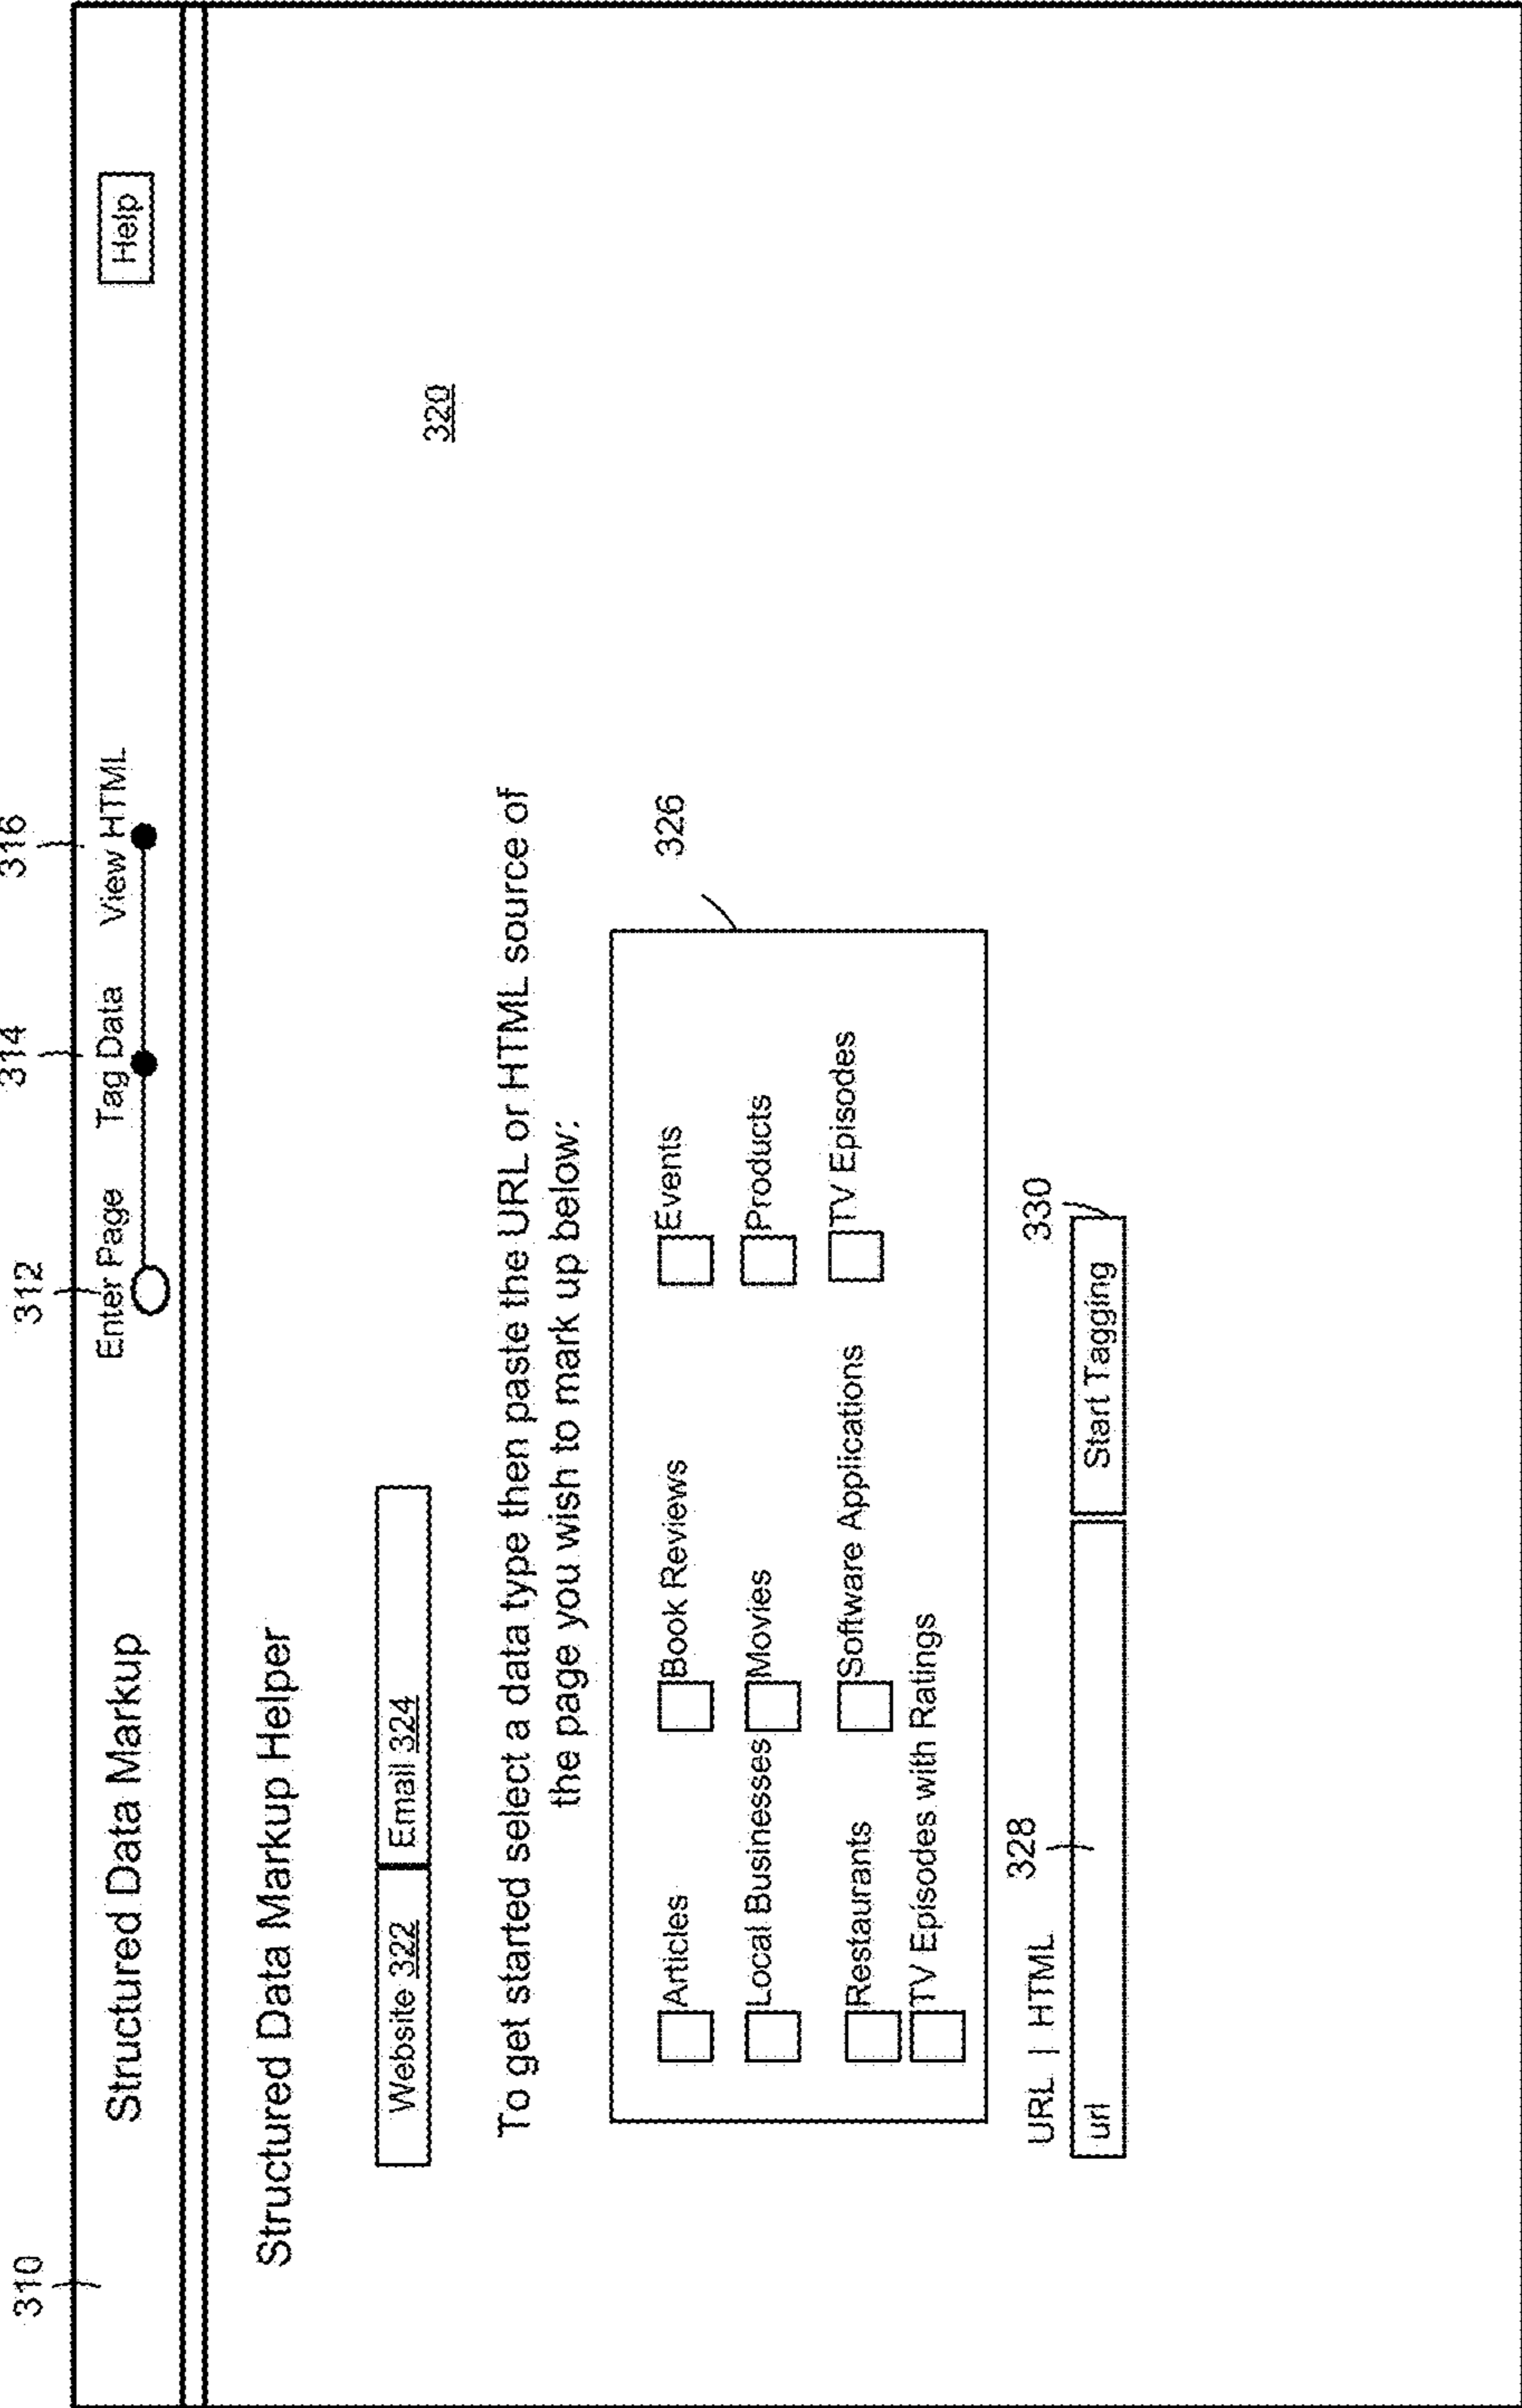 310
312
314
316
Structured Data Markup
Enter Page
Tag Data
View HTML
Help
Structured Data Markup Helper
Website 322
Email 324
320
To get started select a data type then paste the URL or HTML source of
the page you wish to mark up below:
326
Articles
Book Reviews
Events
Local Businesses
Movies
Products
Restaurants
Software Applications
TV Episodes
TV Episodes with Ratings
URL | HTML
328
330
url
Start Tagging